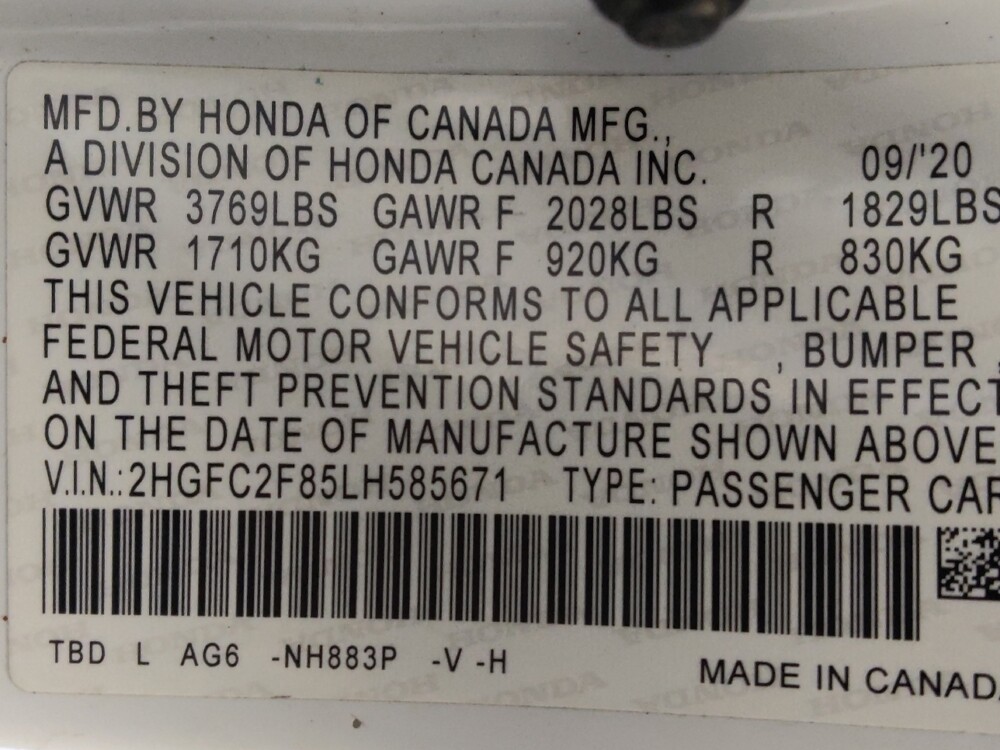 MFD.BY HONDA OF CANADA MFG.,
A DIVISION OF HONDA CANADA INC. 09/'20
GVWR 3769LBS GAWR F 2028LBS R 1829LBS
GVWR 1710KG GAWR F 920KG R 830KG
THIS VEHICLE CONFORMS TO ALL APPLICABLE
FEDERAL MOTOR VEHICLE SAFETY , BUMPER ,
AND THEFT PREVENTION STANDARDS IN EFFECT
ON THE DATE OF MANUFACTURE SHOWN ABOVE
V.I.N.:2HGFC2F85LH585671 TYPE: PASSENGER CAR
TBD L AG6 -NH883P -V -H
MADE IN CANADA